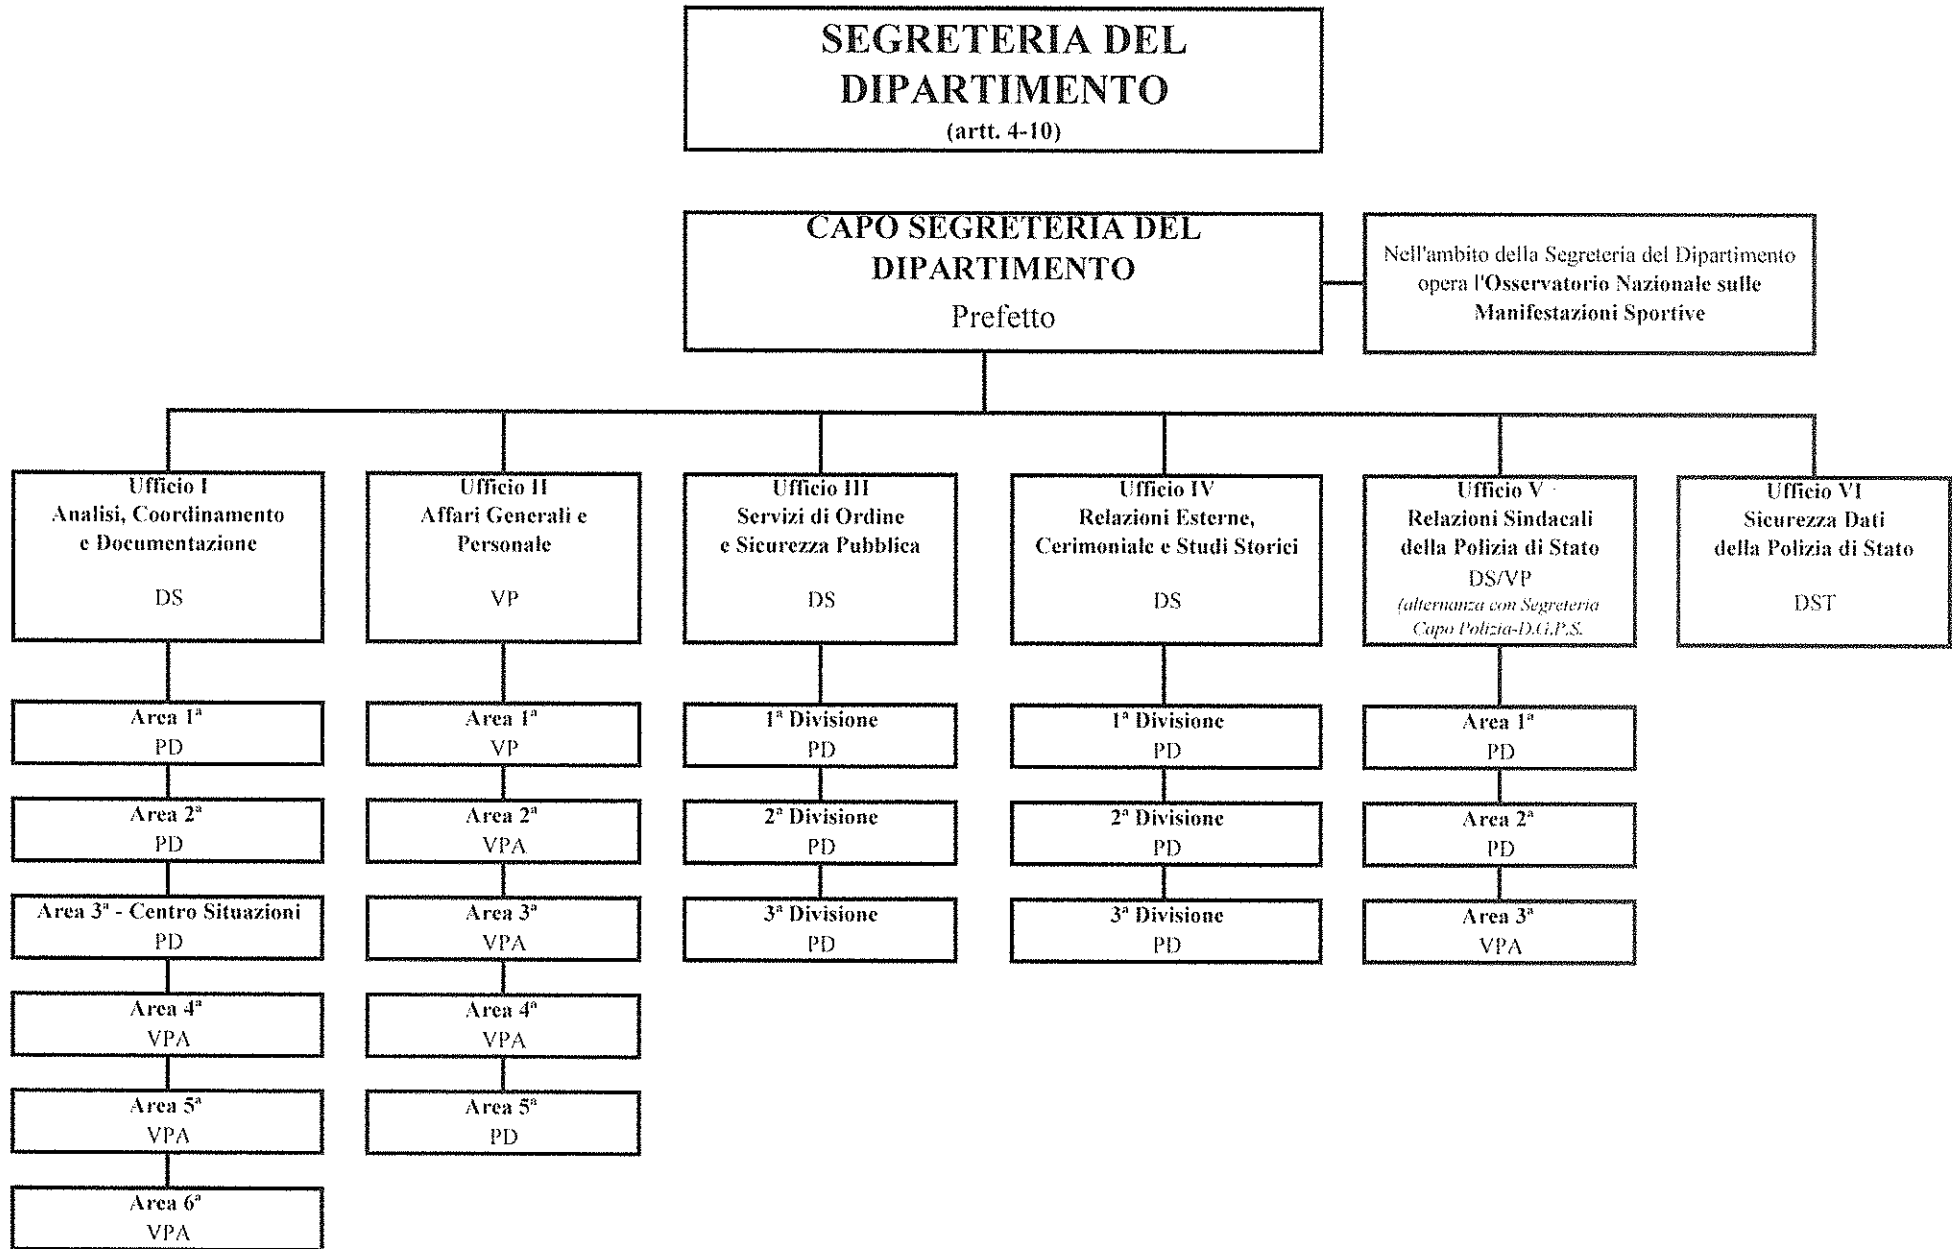 SEGRETERIA DEL
DIPARTIMENTO
(artt. 4-10)
CAPO SEGRETERIA DEL
DIPARTIMENTO
Prefetto
Nell'ambito della Segreteria del Dipartimento
opera l'Osservatorio Nazionale sulle
Manifestazioni Sportive
Ufficio I
Analisi, Coordinamento
e Documentazione
DS
Area 1ª
PD
Area 2ª
PD
Area 3ª - Centro Situazioni
PD
Area 4ª
VPA
Area 5ª
VPA
Area 6ª
VPA
Ufficio II
Affari Generali e
Personale
VP
Area 1ª
VP
Area 2ª
VPA
Area 3ª
VPA
Area 4ª
VPA
Area 5ª
PD
Ufficio III
Servizi di Ordine
e Sicurezza Pubblica
DS
1ª Divisione
PD
2ª Divisione
PD
3ª Divisione
PD
Ufficio IV
Relazioni Esterne,
Cerimoniale e Studi Storici
DS
1ª Divisione
PD
2ª Divisione
PD
3ª Divisione
PD
Ufficio V
Relazioni Sindacali
della Polizia di Stato
DS/VP
(alternanza con Segreteria
Capo Polizia-D.G.P.S.
Area 1ª
PD
Area 2ª
PD
Area 3ª
VPA
Ufficio VI
Sicurezza Dati
della Polizia di Stato
DST